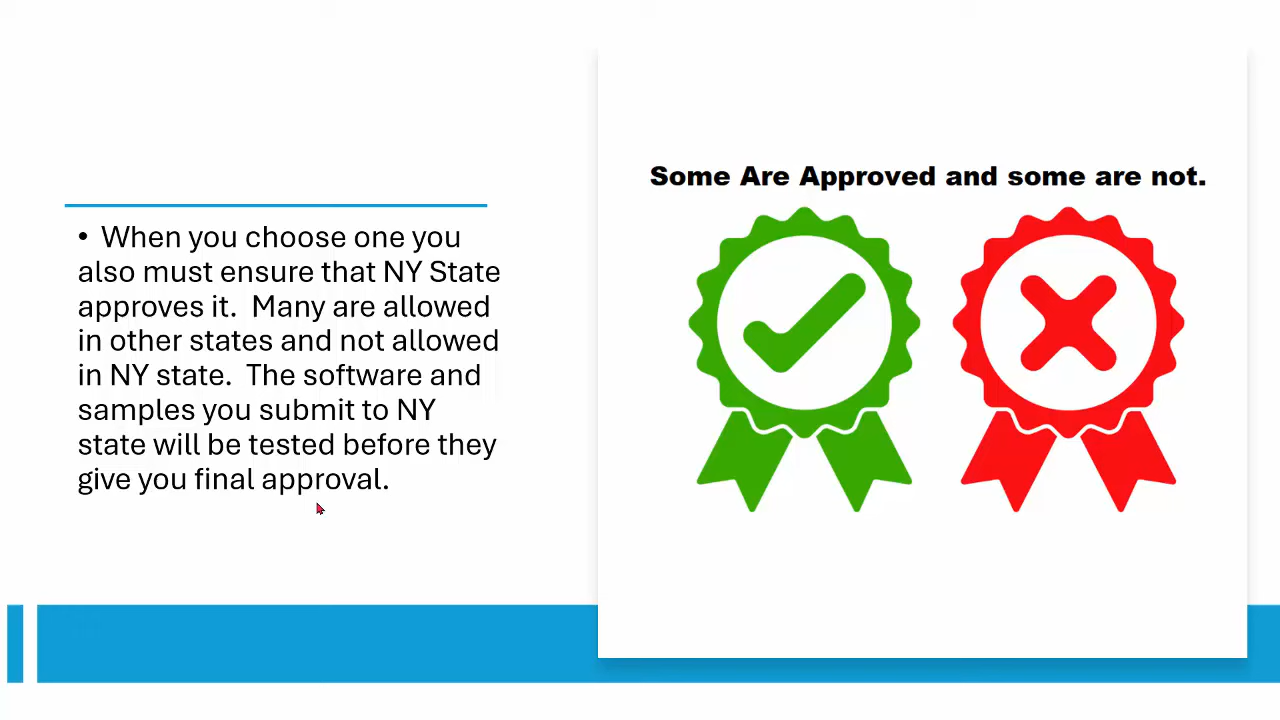 • When you choose one you
also must ensure that NY State
approves it. Many are allowed
in other states and not allowed
in NY state. The software and
samples you submit to NY
state will be tested before they
give you final approval.
Some Are Approved and some are not.